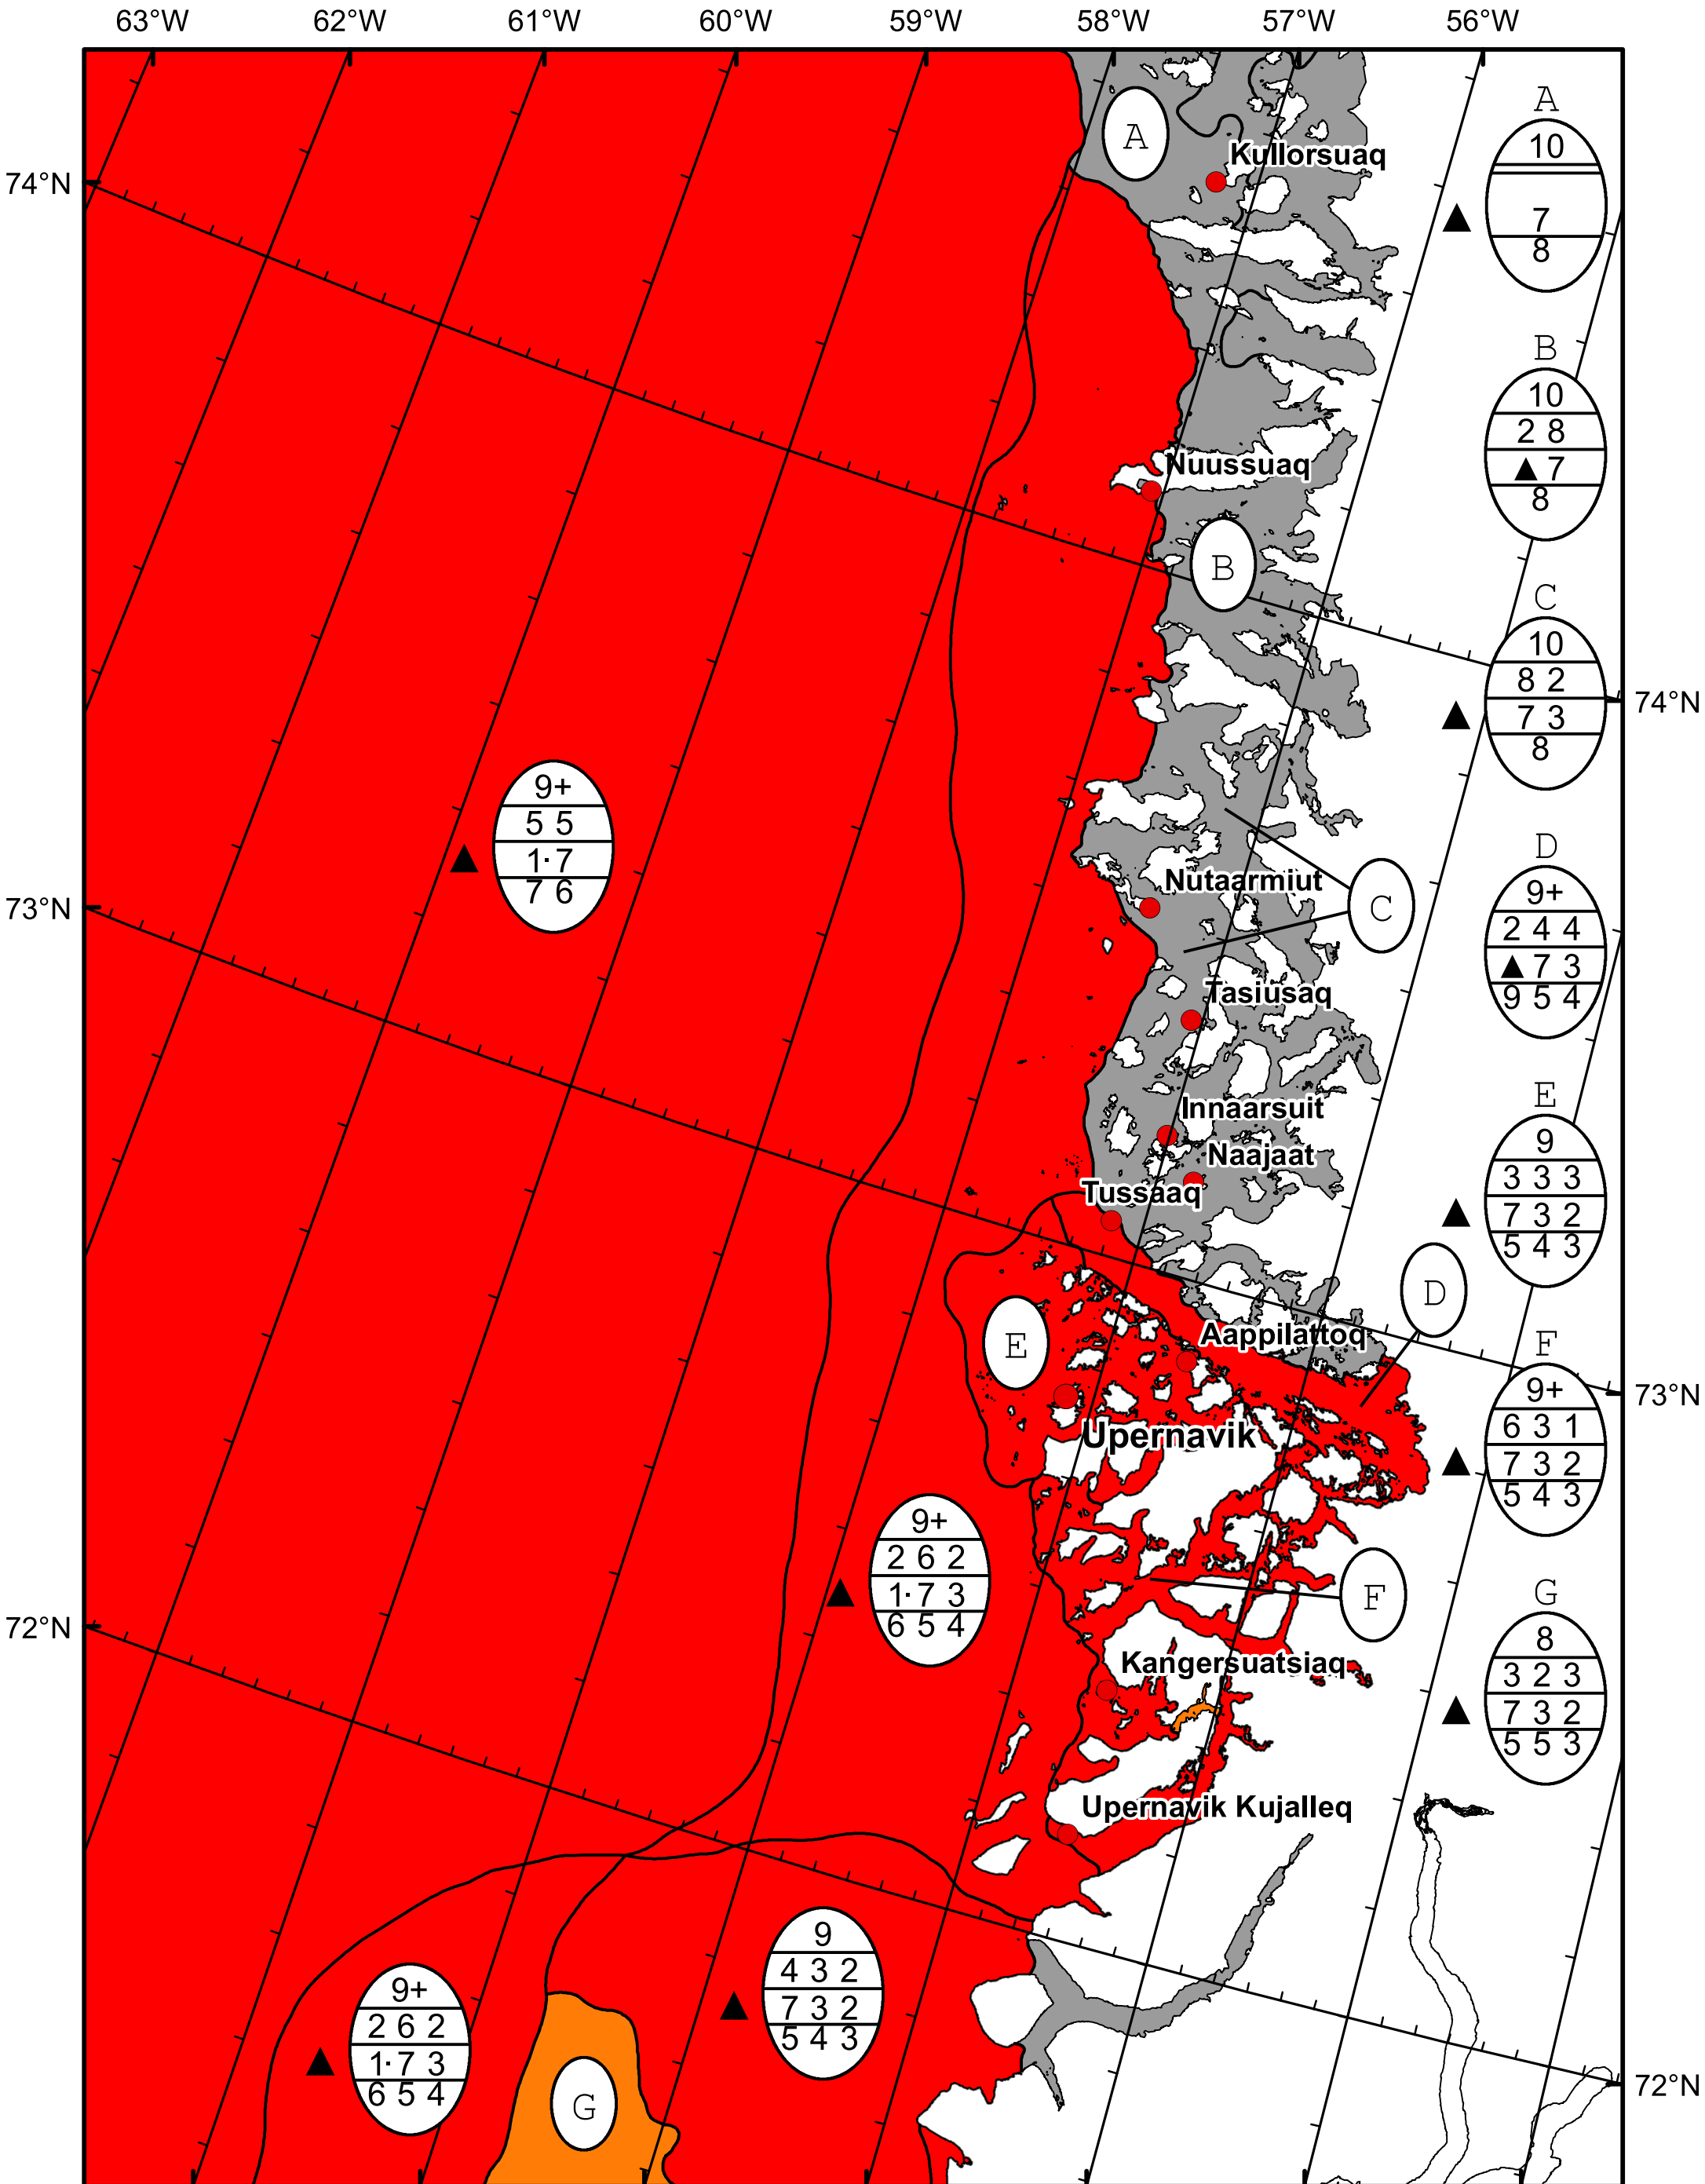 63°W 62°W 61°W 60°W 59°W 58°W 57°W 56°W
74°N
73°N
72°N
74°N
73°N
72°N
A
Kullorsuaq
Nuussuaq
B
Nutaarmiut
C
Tasiusaq
Innaarsuit
Naajaat
Tussaaq
D
Aappilattoq
E
Upernavik
F
Kangersuatsiaq
Upernavik Kujalleq
G
9+
5 5
1· 7
7 6
9+
2 6 2
1· 7 3
6 5 4
9
4 3 2
7 3 2
5 4 3
9+
2 6 2
1· 7 3
6 5 4
A
10
7
8
B
10
2 8
▲ 7
8
C
10
8 2
7 3
8
D
9+
2 4 4
▲ 7 3
9 5 4
E
9
3 3 3
7 3 2
5 4 3
F
9+
6 3 1
7 3 2
5 4 3
G
8
3 2 3
7 3 2
5 5 3